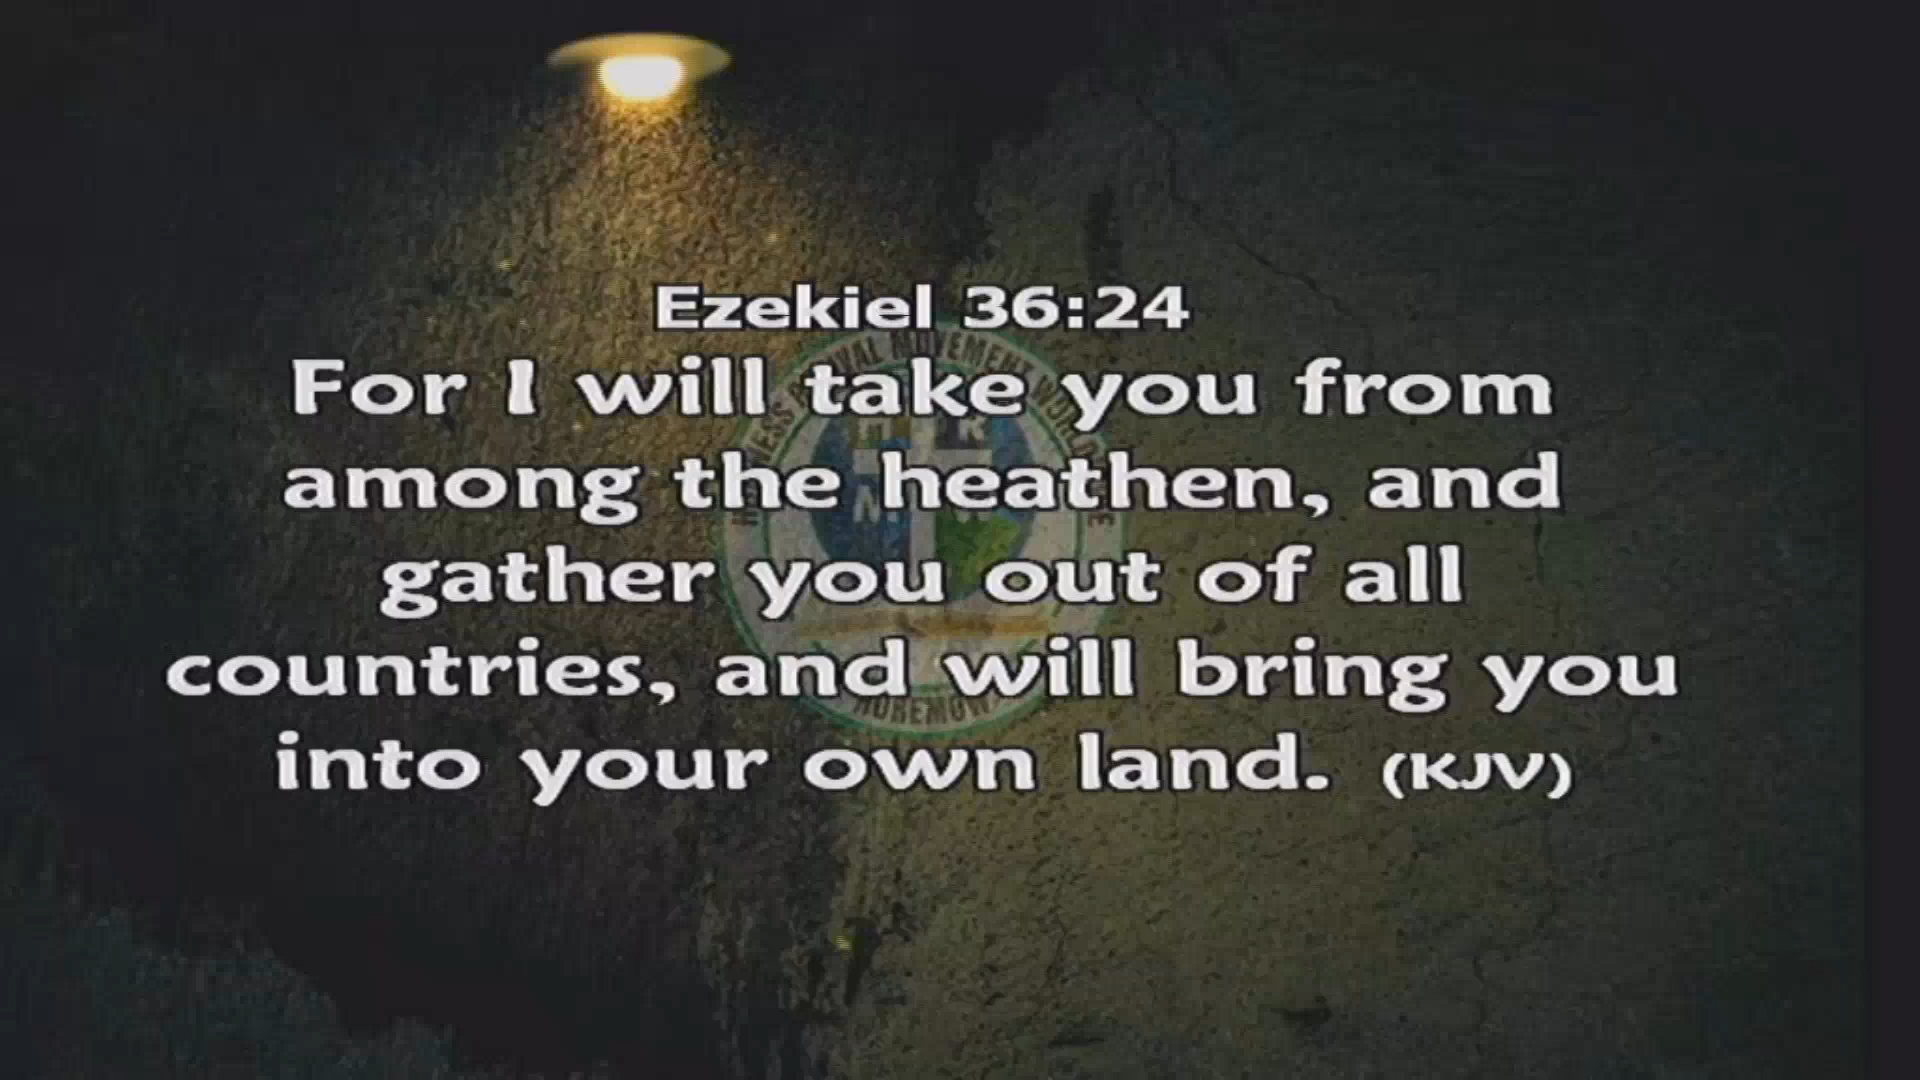 Ezekiel 36:24
For I will take you from
among the heathen, and
gather you out of all
countries, and will bring you
into your own land. (KJV)
MOVEMENT